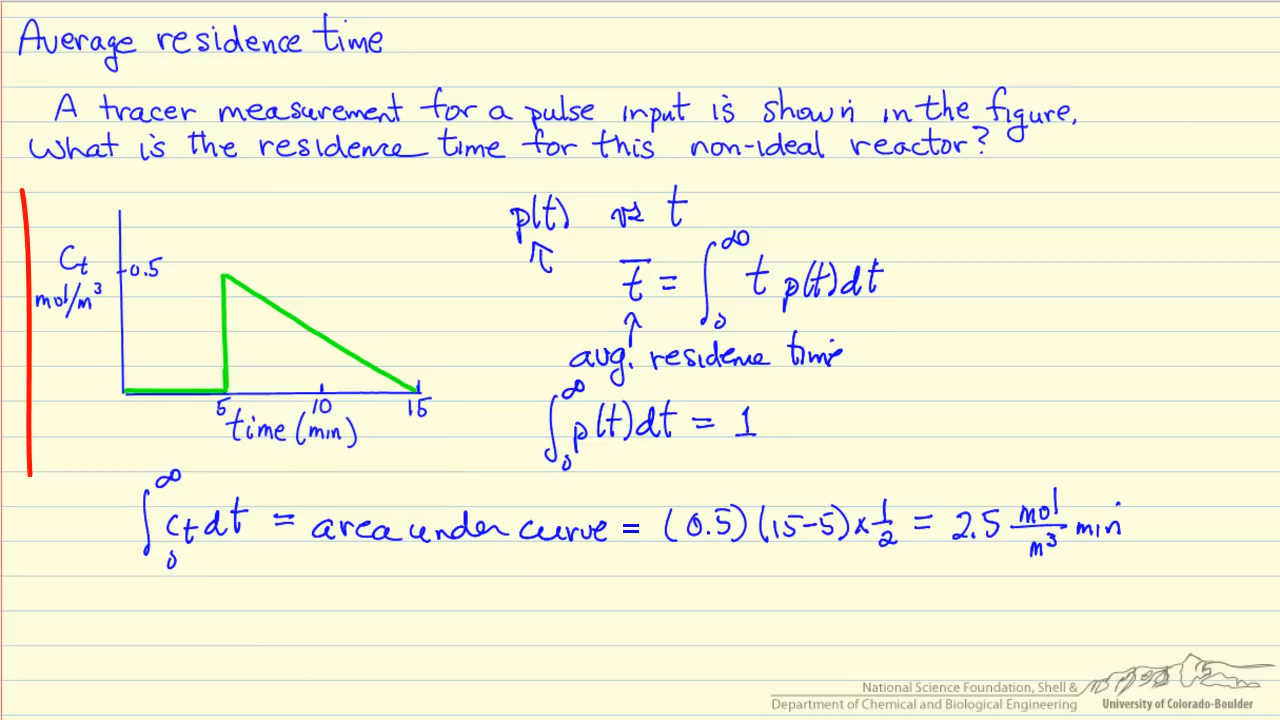 Average residence time
A tracer measurement for a pulse input is shown in the figure.
What is the residence time for this non-ideal reactor?
p(t) vs t
C_t
mol/m³
0.5
t̄ = ∫₀^∞ t p(t)dt
avg. residence time
5 10 15
time (min)
∫₀^∞ p(t)dt = 1
∫₀^∞ C_t dt = area under curve = (0.5)(15-5)×1/2 = 2.5 mol/m³ min
National Science Foundation, Shell &
Department of Chemical and Biological Engineering
University of Colorado-Boulder